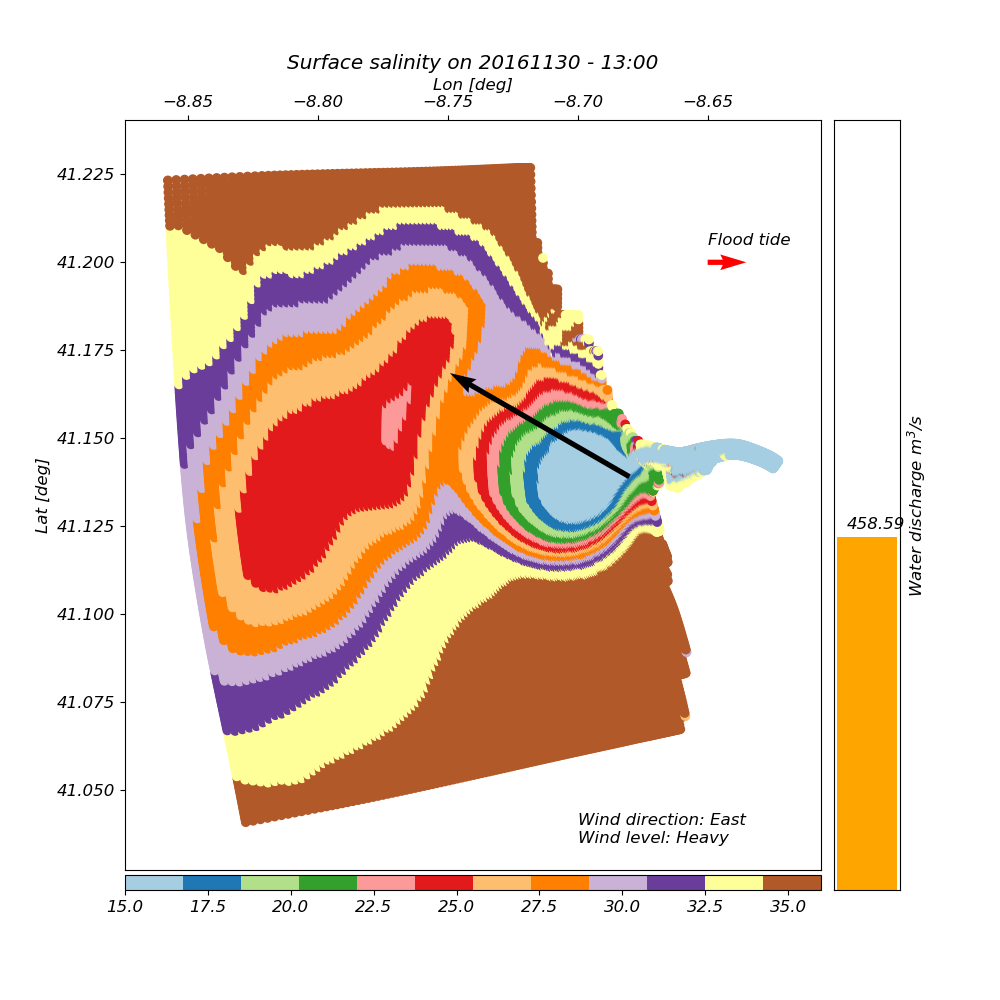 Surface salinity on 20161130 - 13:00
Lon [deg]
−8.85 −8.80 −8.75 −8.70 −8.65
41.225
41.200
41.175
41.150
41.125
41.100
41.075
41.050
Lat [deg]
Flood tide
Wind direction: East
Wind level: Heavy
458.59
Water discharge m³/s
15.0 17.5 20.0 22.5 25.0 27.5 30.0 32.5 35.0